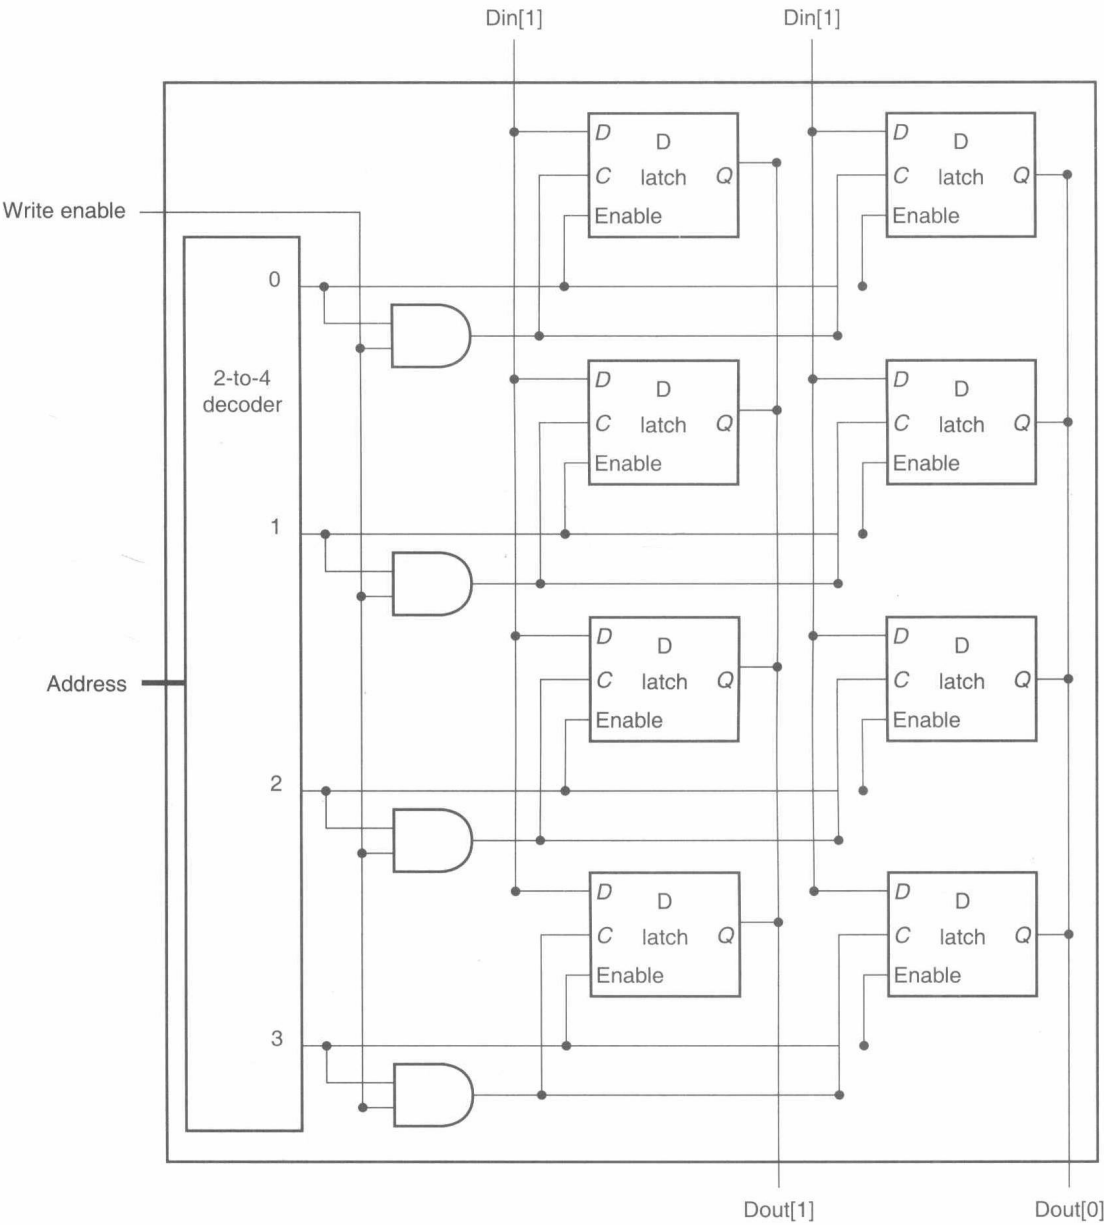 Din[1] Din[1]
D D
C latch Q
Enable
D D
C latch Q
Enable
Write enable
0
2-to-4
decoder
D D
C latch Q
Enable
D D
C latch Q
Enable
1
Address
D D
C latch Q
Enable
D D
C latch Q
Enable
2
D D
C latch Q
Enable
D D
C latch Q
Enable
3
Dout[1] Dout[0]